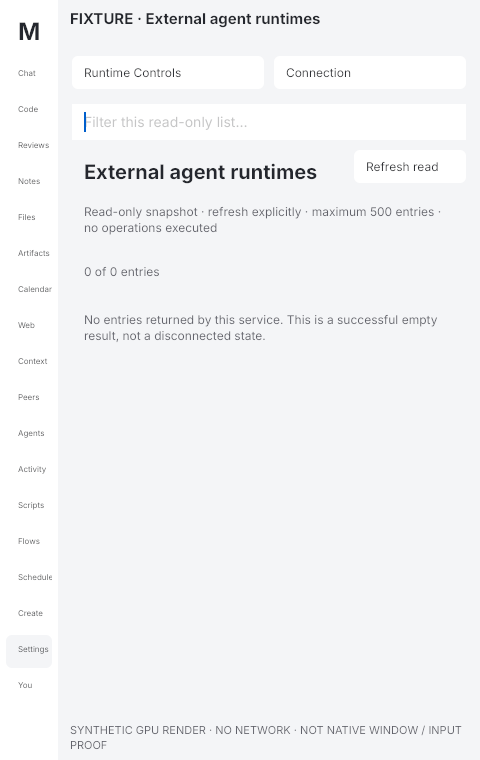 M
FIXTURE · External agent runtimes
Chat
Code
Reviews
Notes
Files
Artifacts
Calendar
Web
Context
Peers
Agents
Activity
Scripts
Flows
Schedule
Create
Settings
You
Runtime Controls
Connection
Filter this read-only list...
External agent runtimes
Refresh read
Read-only snapshot · refresh explicitly · maximum 500 entries ·
no operations executed
0 of 0 entries
No entries returned by this service. This is a successful empty
result, not a disconnected state.
SYNTHETIC GPU RENDER · NO NETWORK · NOT NATIVE WINDOW / INPUT
PROOF